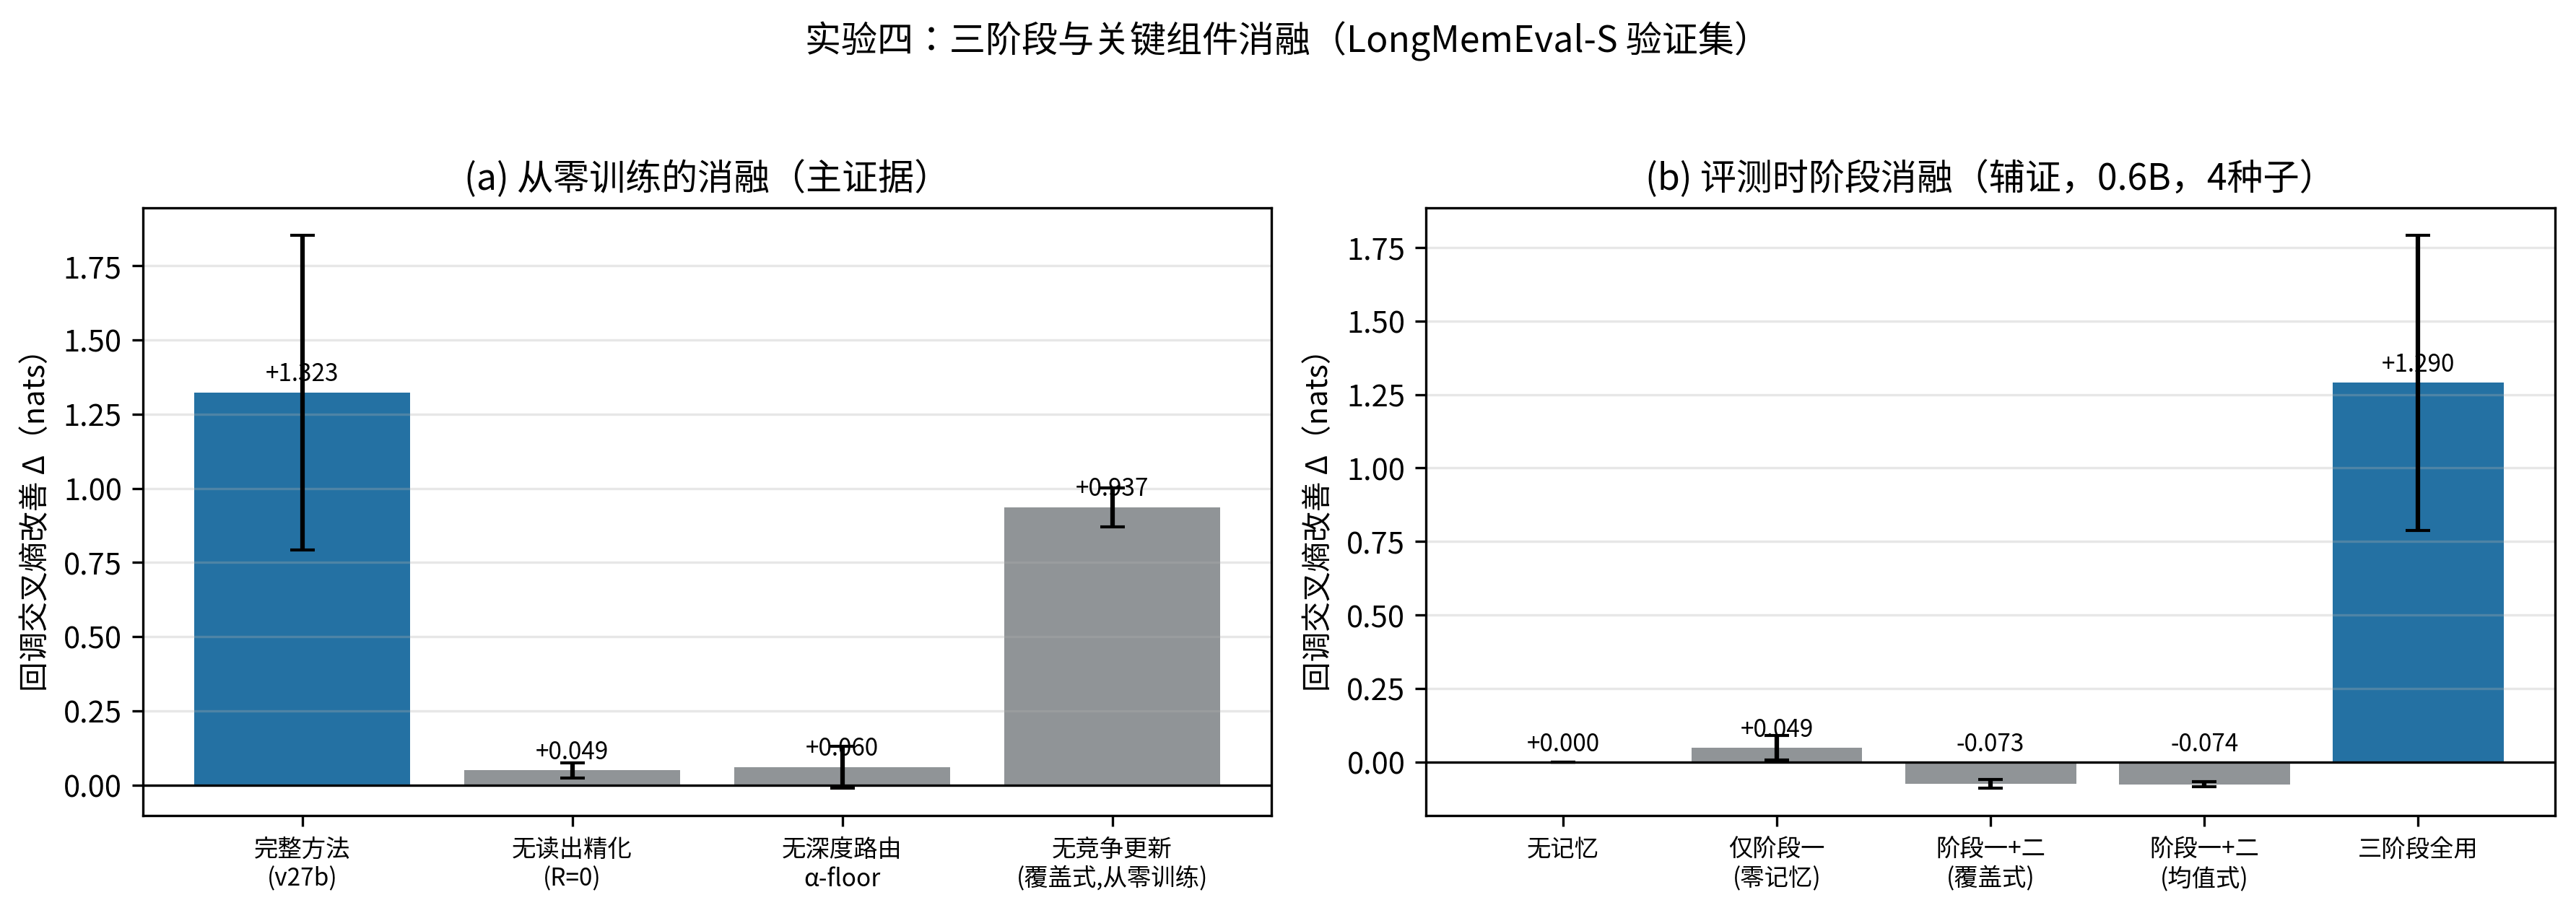 实验四：三阶段与关键组件消融（LongMemEval-S 验证集）
(a) 从零训练的消融（主证据）
回调交叉熵改善 Δ（nats）
1.75
1.50
1.25
1.00
0.75
0.50
0.25
0.00
+1.323
+0.049
+0.060
+0.937
完整方法
(v27b)
无读出精化
(R=0)
无深度路由
α-floor
无竞争更新
(覆盖式,从零训练)
(b) 评测时阶段消融（辅证，0.6B，4种子）
回调交叉熵改善 Δ（nats）
1.75
1.50
1.25
1.00
0.75
0.50
0.25
0.00
+0.000
+0.049
-0.073
-0.074
+1.290
无记忆
仅阶段一
(零记忆)
阶段一+二
(覆盖式)
阶段一+二
(均值式)
三阶段全用